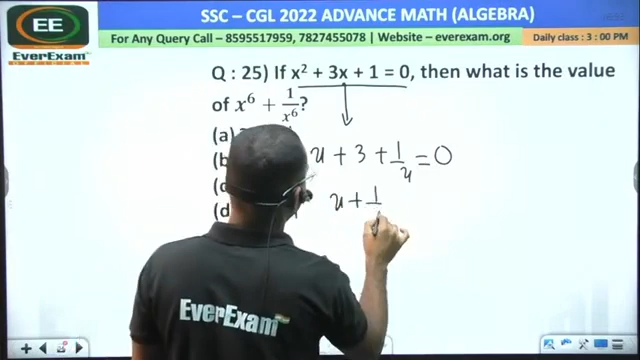 SSC – CGL 2022 ADVANCE MATH (ALGEBRA)
EE
EverExam
OFFICIAL
For Any Query Call – 8595517959, 7827455078 | Website – everexam.org
Daily class : 3 : 00 PM
Q : 25) If x² + 3x + 1 = 0, then what is the value
of x⁶ + 1/x⁶?
(a)
(b
(c
(d
x + 3 + 1/x = 0
x + 1
EverExam